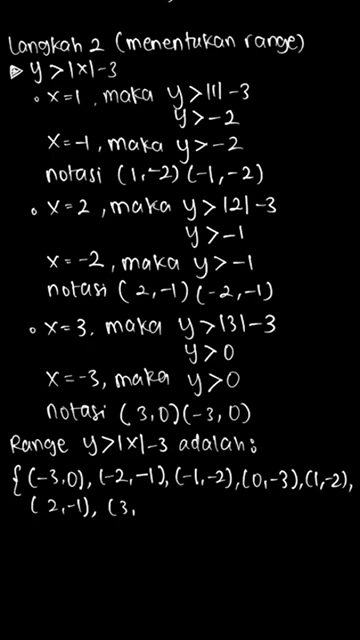 Langkah 2 (menentukan range)
▷ y > |x| - 3
∘ x = 1, maka y > |1| - 3
y > -2
x = -1, maka y > -2
notasi (1, -2) (-1, -2)
∘ x = 2, maka y > |2| - 3
y > -1
x = -2, maka y > -1
notasi (2, -1) (-2, -1)
∘ x = 3. maka y > |3| - 3
y > 0
x = -3, maka y > 0
notasi (3, 0) (-3, 0)
Range y > |x| - 3 adalah:
{(-3, 0), (-2, -1), (-1, -2), (0, -3), (1, -2),
(2, -1), (3,